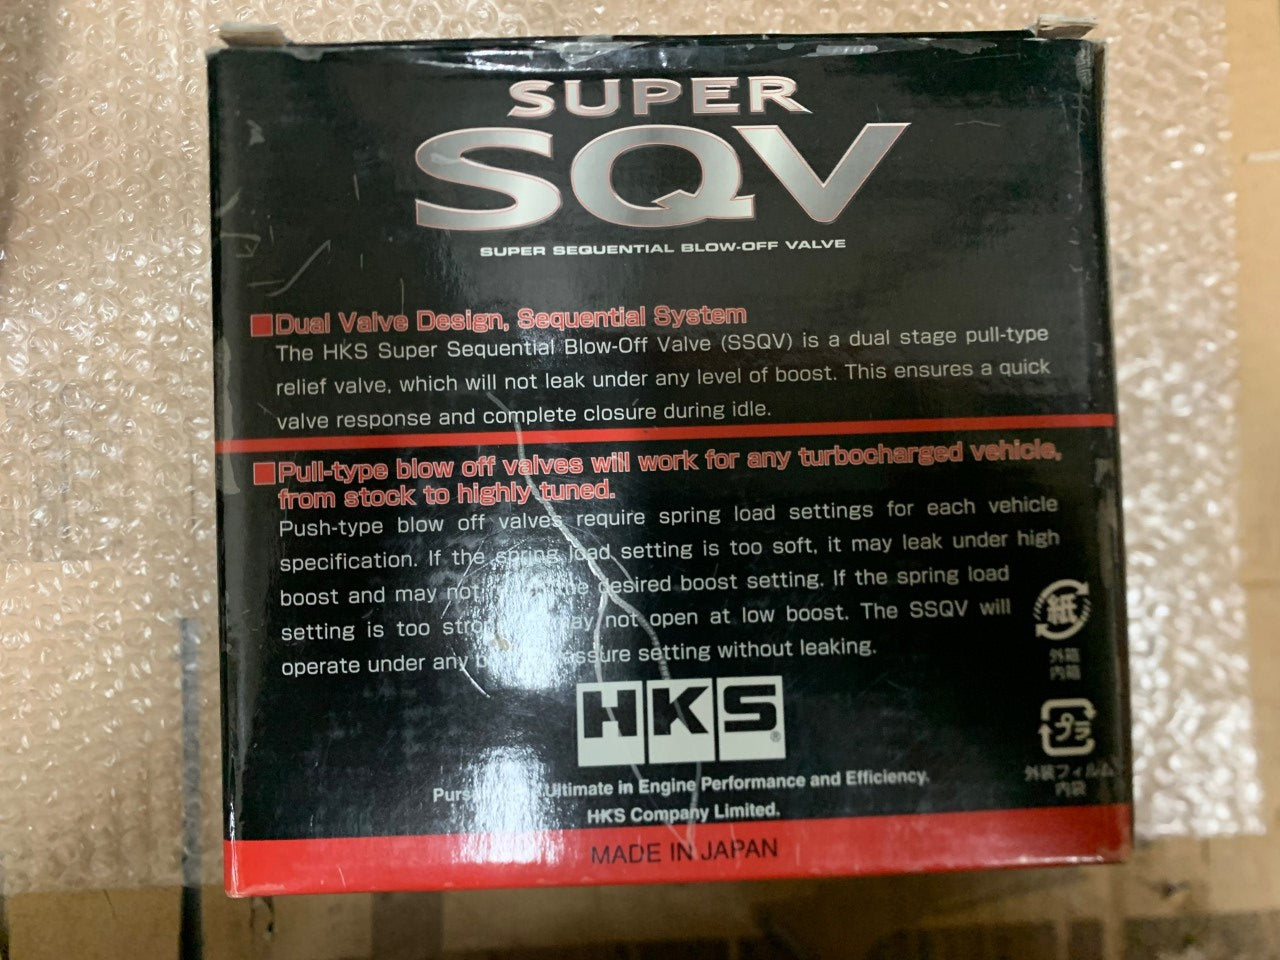 SUPER
SQV
SUPER SEQUENTIAL BLOW-OFF VALVE
Dual Valve Design, Sequential System
The HKS Super Sequential Blow-Off Valve (SSQV) is a dual stage pull-type
relief valve, which will not leak under any level of boost. This ensures a quick
valve response and complete closure during idle.
Pull-type blow off valves will work for any turbocharged vehicle,
from stock to highly tuned.
Push-type blow off valves require spring load settings for each vehicle
specification. If the spring load setting is too soft, it may leak under high
boost and may not desired boost setting. If the spring load
setting is too may not open at low boost. The SSQV will
operate under any setting without leaking.
紙
外箱
内箱
HKS®
プラ
外装フィルム
内袋
Ultimate in Engine Performance and Efficiency.
HKS Company Limited.
MADE IN JAPAN